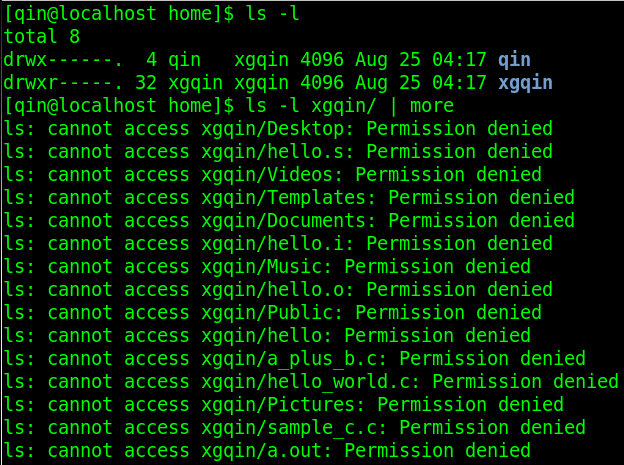 [qin@localhost home]$ ls -l
total 8
drwx------.  4 qin   xgqin 4096 Aug 25 04:17 qin
drwxr-----. 32 xgqin xgqin 4096 Aug 25 04:17 xgqin
[qin@localhost home]$ ls -l xgqin/ | more
ls: cannot access xgqin/Desktop: Permission denied
ls: cannot access xgqin/hello.s: Permission denied
ls: cannot access xgqin/Videos: Permission denied
ls: cannot access xgqin/Templates: Permission denied
ls: cannot access xgqin/Documents: Permission denied
ls: cannot access xgqin/hello.i: Permission denied
ls: cannot access xgqin/Music: Permission denied
ls: cannot access xgqin/hello.o: Permission denied
ls: cannot access xgqin/Public: Permission denied
ls: cannot access xgqin/hello: Permission denied
ls: cannot access xgqin/a_plus_b.c: Permission denied
ls: cannot access xgqin/hello_world.c: Permission denied
ls: cannot access xgqin/Pictures: Permission denied
ls: cannot access xgqin/sample_c.c: Permission denied
ls: cannot access xgqin/a.out: Permission denied